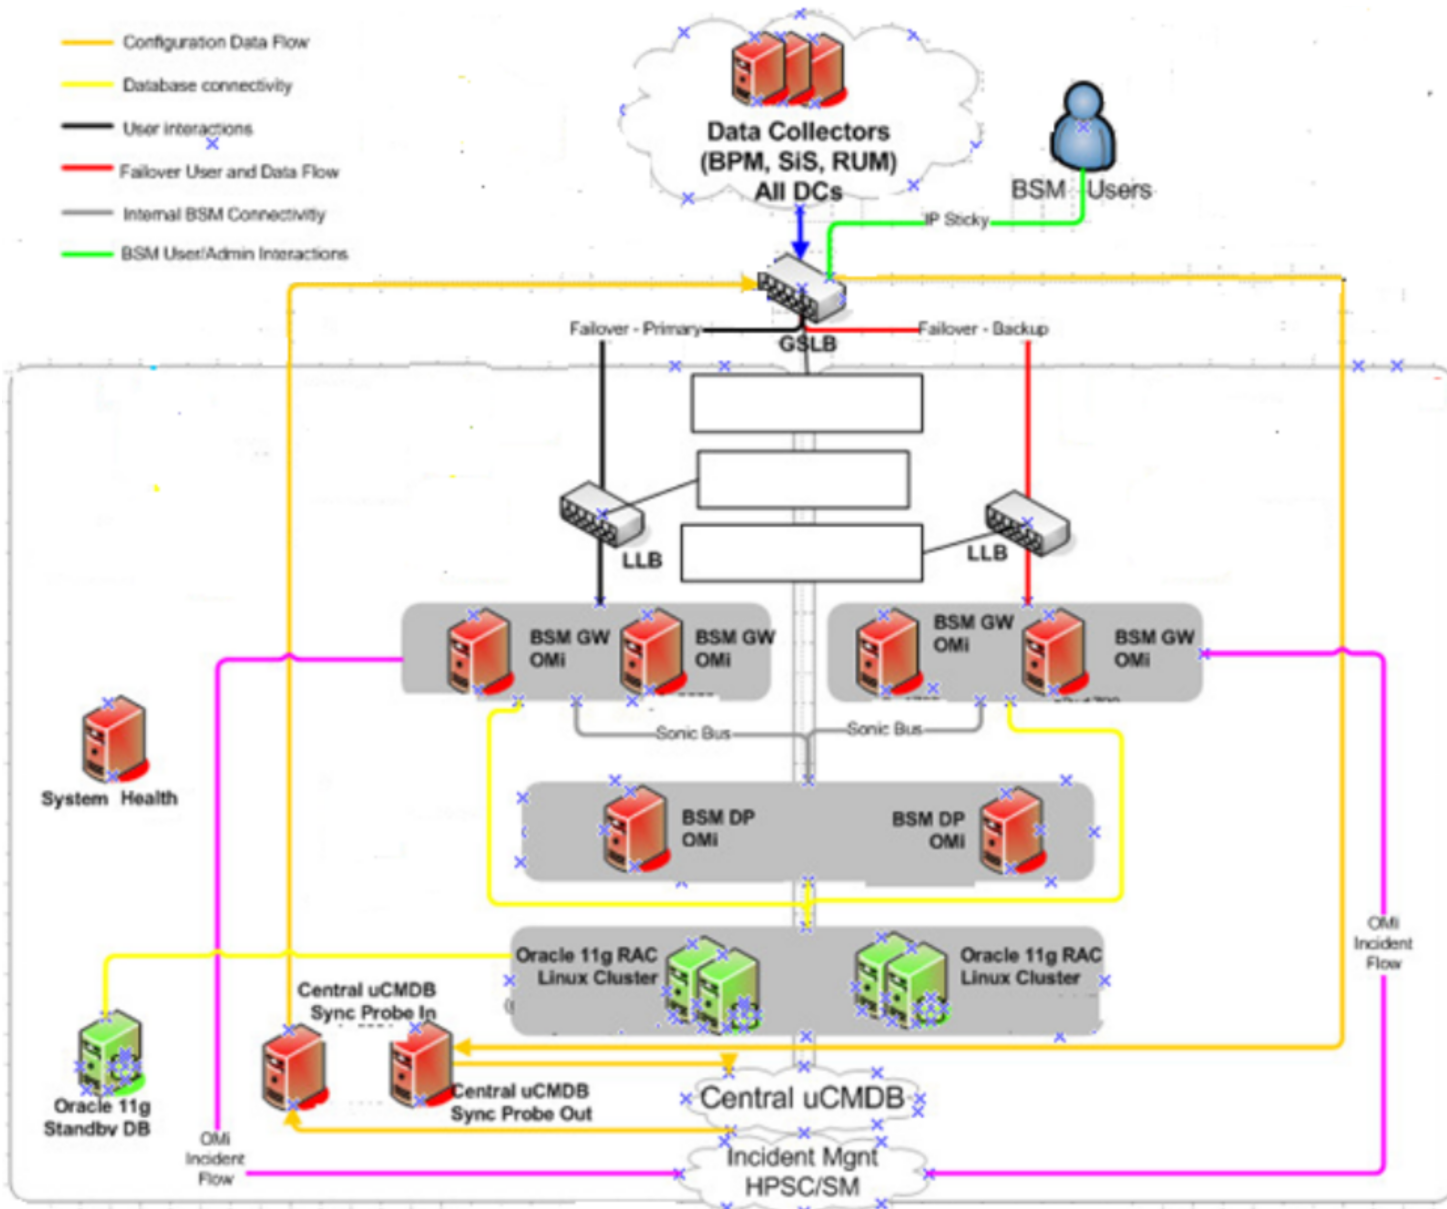 Configuration Data Flow
Database connectivity
User interactions
Failover User and Data Flow
Internal BSM Connectivity
BSM User/Admin Interactions
Data Collectors
(BPM, SiS, RUM)
All DCs
BSM Users
IP Sticky
Failover - Primary
Failover - Backup
GSLB
LLB
LLB
BSM GW
OMi
BSM GW
OMi
BSM GW
OMi
BSM GW
OMi
Sonic Bus
Sonic Bus
System Health
BSM DP
OMi
BSM DP
OMi
Oracle 11g RAC
Linux Cluster
Oracle 11g RAC
Linux Cluster
OMi
Incident
Flow
Central uCMDB
Sync Probe In
Central uCMDB
Sync Probe Out
Oracle 11g
Standby DB
Central uCMDB
OMi
Incident
Flow
Incident Mgnt
HPSC/SM